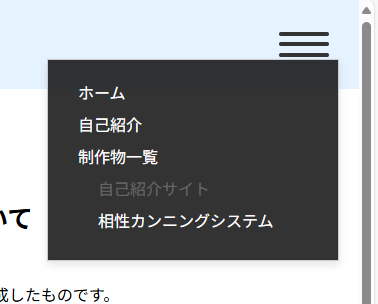 ホーム
自己紹介
制作物一覧
自己紹介サイト
相性カンニングシステム
いて
成したものです。